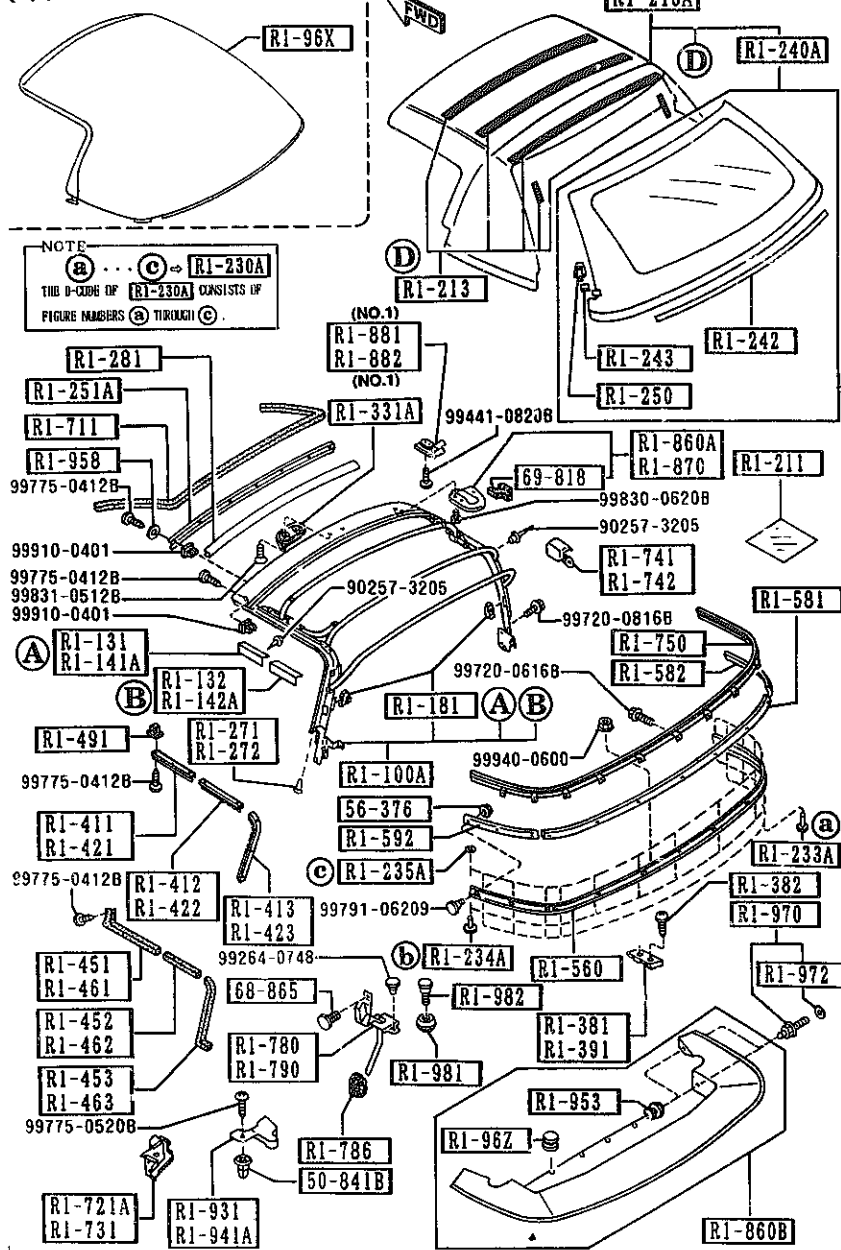 R1-96X
FWD
R1-210A
D
R1-240A
NOTE
a ··· c ⇨ R1-230A
THE D-CODE OF R1-230A CONSISTS OF
FIGURE NUMBERS a THROUGH c .
D
R1-213
R1-242
R1-243
R1-250
(NO.1)
R1-881
R1-882
(NO.1)
R1-331A
R1-281
R1-251A
R1-711
R1-958
99775-0412B
99441-0820B
R1-860A
R1-870
69-818
R1-211
99830-0620B
90257-3205
R1-741
R1-742
99910-0401
99775-0412B
99831-0512B
99910-0401
90257-3205
99720-0816B
R1-581
A
R1-131
R1-141A
B
R1-132
R1-142A
R1-750
R1-582
99720-0616B
R1-181
A B
R1-271
R1-272
R1-491
99940-0600
R1-100A
99775-0412B
56-376
R1-592
a
R1-233A
R1-411
R1-421
c R1-235A
R1-382
R1-970
99775-0412B
R1-412
R1-422
R1-413
R1-423
99791-06209
99264-0748
b R1-234A
R1-560
R1-972
R1-451
R1-461
68-865
R1-982
R1-452
R1-462
R1-780
R1-790
R1-381
R1-391
R1-981
R1-453
R1-463
R1-953
99775-0520B
R1-786
R1-96Z
50-841B
R1-721A
R1-731
R1-931
R1-941A
R1-860B